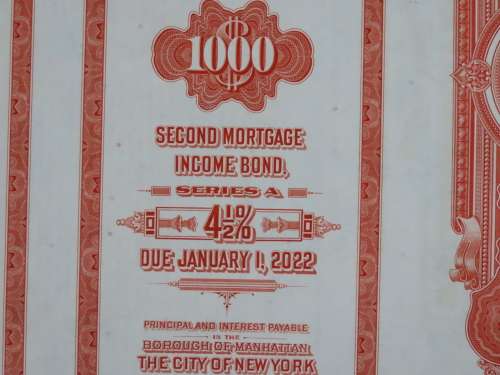 $1000
SECOND MORTGAGE
INCOME BOND,
SERIES A
4½%
DUE JANUARY 1, 2022
PRINCIPAL AND INTEREST PAYABLE
IN THE
BOROUGH OF MANHATTAN
THE CITY OF NEW YORK